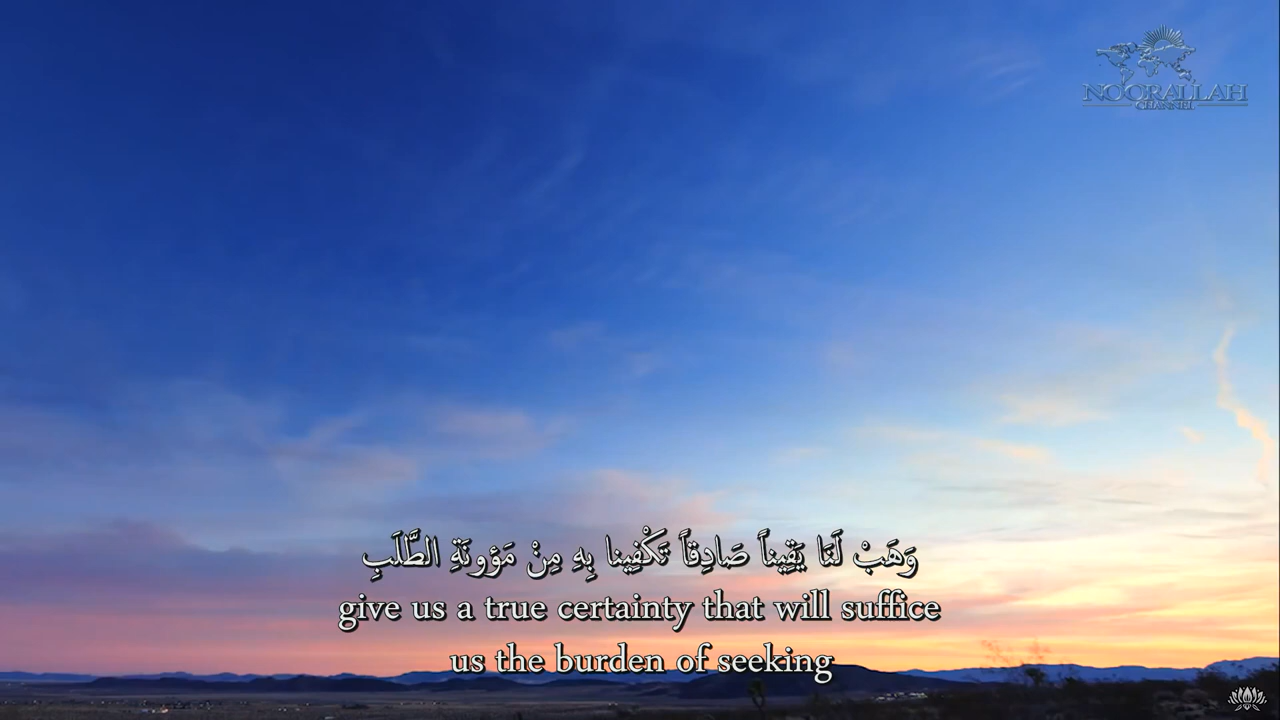 NOORALLAH
CHANNEL
وَهَبْ لَنَا يَقِيناً صَادِقاً تَكْفِينا بِهِ مِنْ مَؤونَةِ الطَّلَبِ
give us a true certainty that will suffice
us the burden of seeking